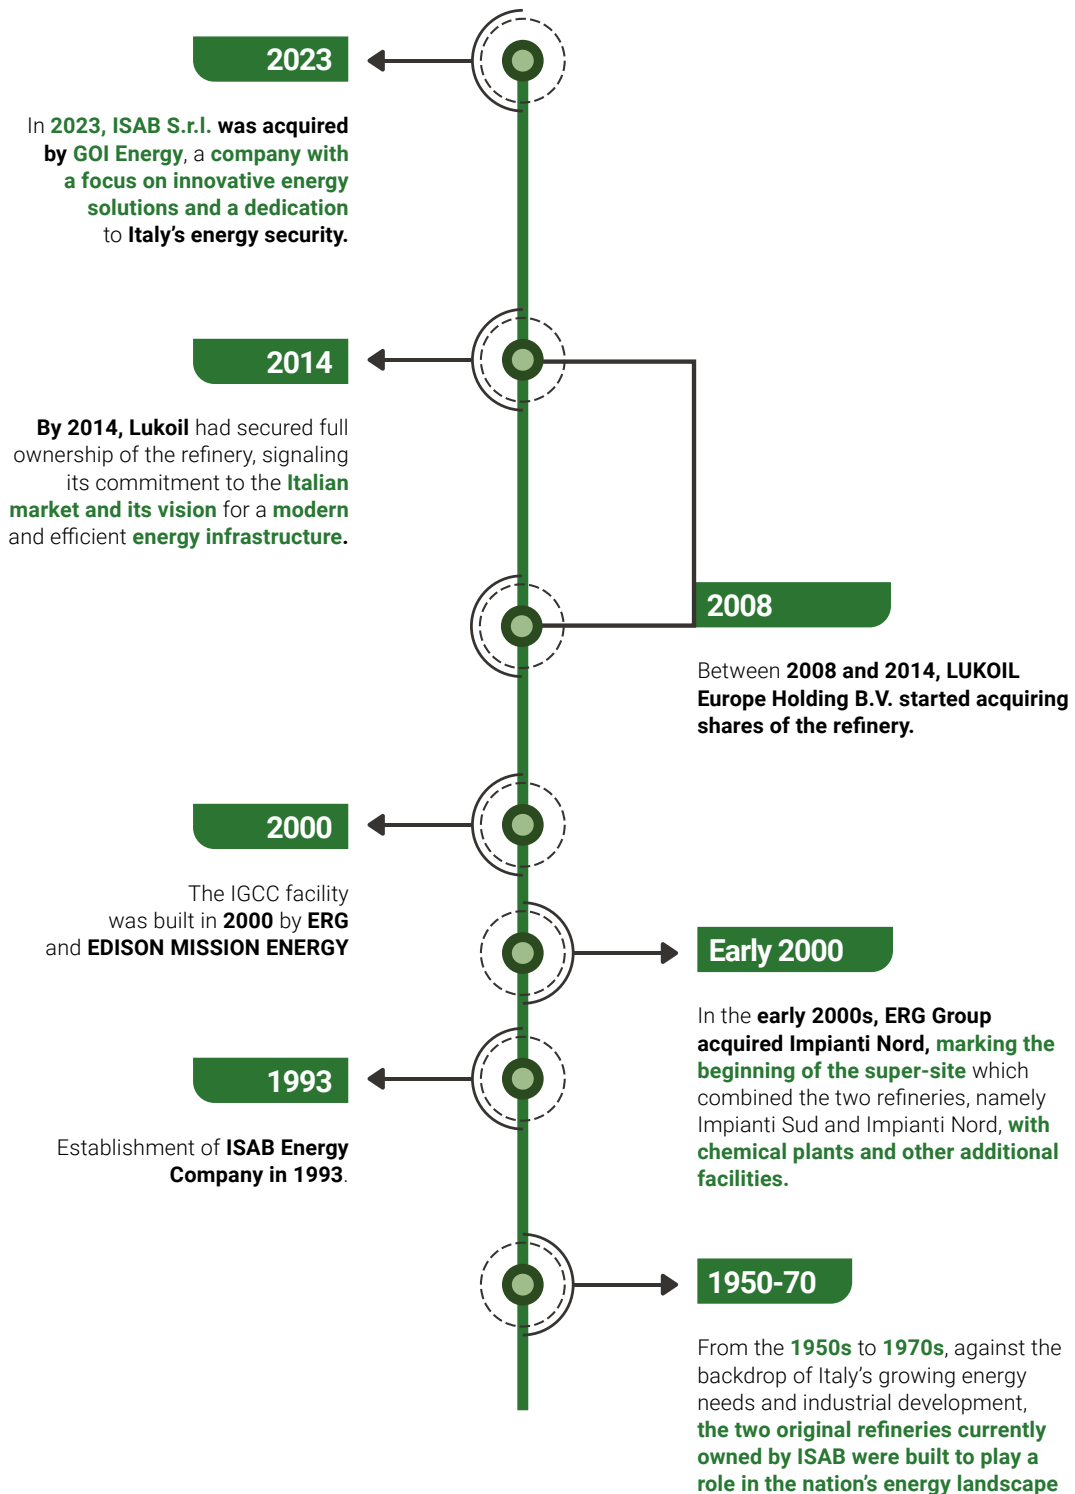 2023
In 2023, ISAB S.r.l. was acquired
by GOI Energy, a company with
a focus on innovative energy
solutions and a dedication
to Italy’s energy security.
2014
By 2014, Lukoil had secured full
ownership of the refinery, signaling
its commitment to the Italian
market and its vision for a modern
and efficient energy infrastructure.
2008
Between 2008 and 2014, LUKOIL
Europe Holding B.V. started acquiring
shares of the refinery.
2000
The IGCC facility
was built in 2000 by ERG
and EDISON MISSION ENERGY
Early 2000
In the early 2000s, ERG Group
acquired Impianti Nord, marking the
beginning of the super-site which
combined the two refineries, namely
Impianti Sud and Impianti Nord, with
chemical plants and other additional
facilities.
1993
Establishment of ISAB Energy
Company in 1993.
1950-70
From the 1950s to 1970s, against the
backdrop of Italy’s growing energy
needs and industrial development,
the two original refineries currently
owned by ISAB were built to play a
role in the nation’s energy landscape